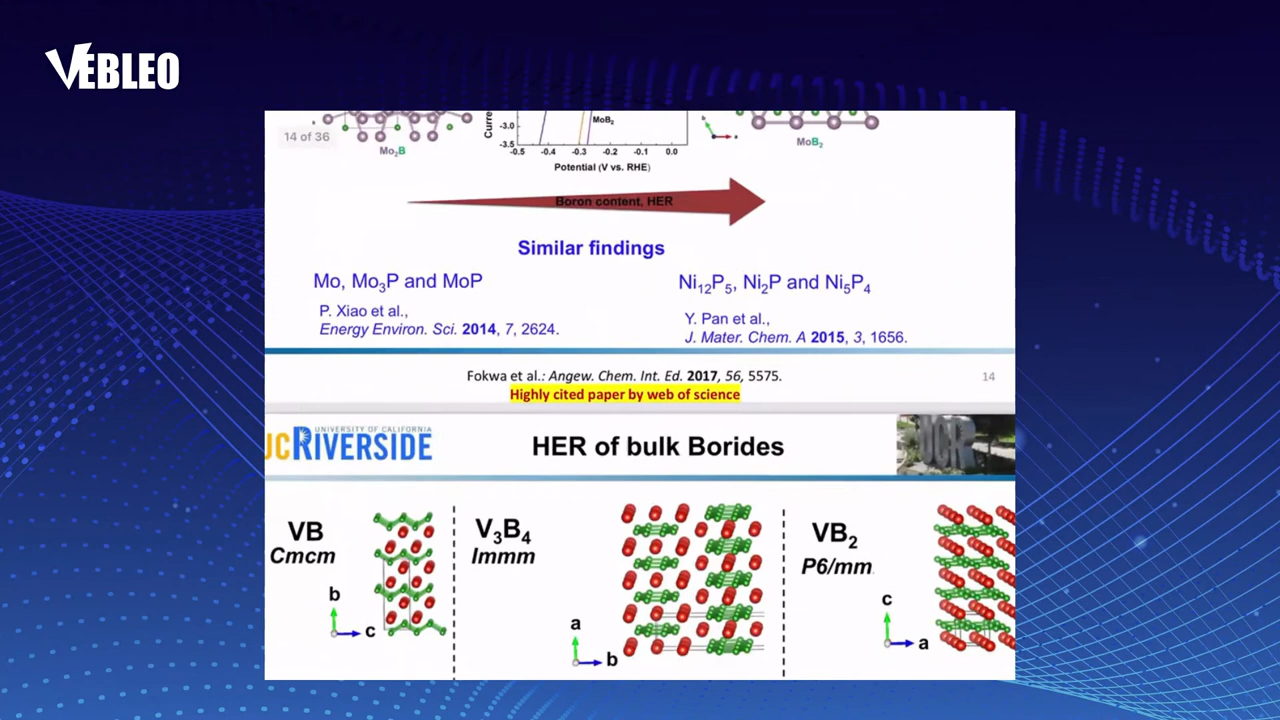 VEBLEO
14 of 36
Mo₂B
-3.0
-3.5
MoB₂
-0.5 -0.4 -0.3 -0.2 -0.1 0.0
Potential (V vs. RHE)
b
a
MoB₂
Boron content, HER
Similar findings
Mo, Mo₃P and MoP
P. Xiao et al.,
Energy Environ. Sci. 2014, 7, 2624.
Ni₁₂P₅, Ni₂P and Ni₅P₄
Y. Pan et al.,
J. Mater. Chem. A 2015, 3, 1656.
Fokwa et al.: Angew. Chem. Int. Ed. 2017, 56, 5575.
14
Highly cited paper by web of science
UNIVERSITY OF CALIFORNIA
UCRIVERSIDE
HER of bulk Borides
UCR
VB
Cmcm
b
c
V₃B₄
Immm
a
b
VB₂
P6/mm
c
a